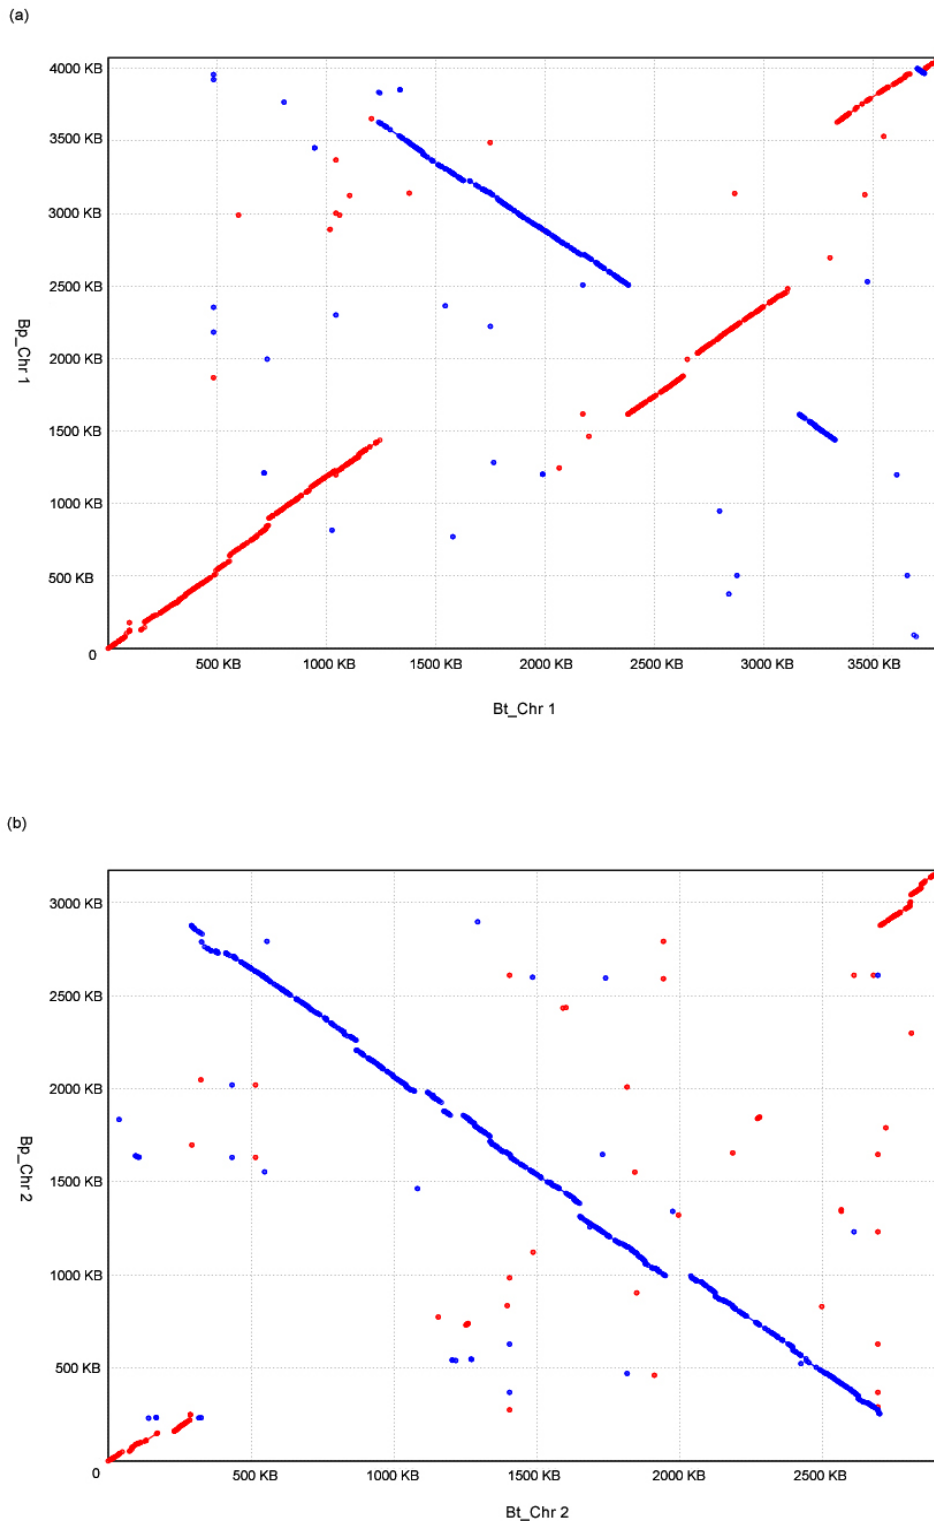 (a)
4000 KB
3500 KB
3000 KB
2500 KB
2000 KB
1500 KB
1000 KB
500 KB
0
Bp_Chr 1
500 KB 1000 KB 1500 KB 2000 KB 2500 KB 3000 KB 3500 KB
Bt_Chr 1
(b)
3000 KB
2500 KB
2000 KB
1500 KB
1000 KB
500 KB
0
Bp_Chr 2
500 KB 1000 KB 1500 KB 2000 KB 2500 KB
Bt_Chr 2